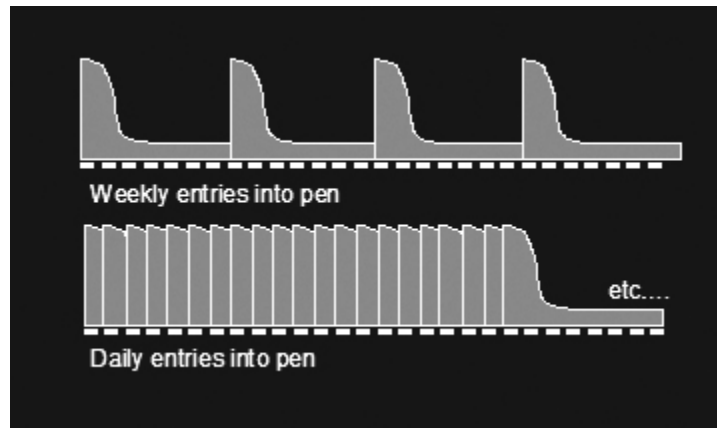 Weekly entries into pen
etc....
Daily entries into pen